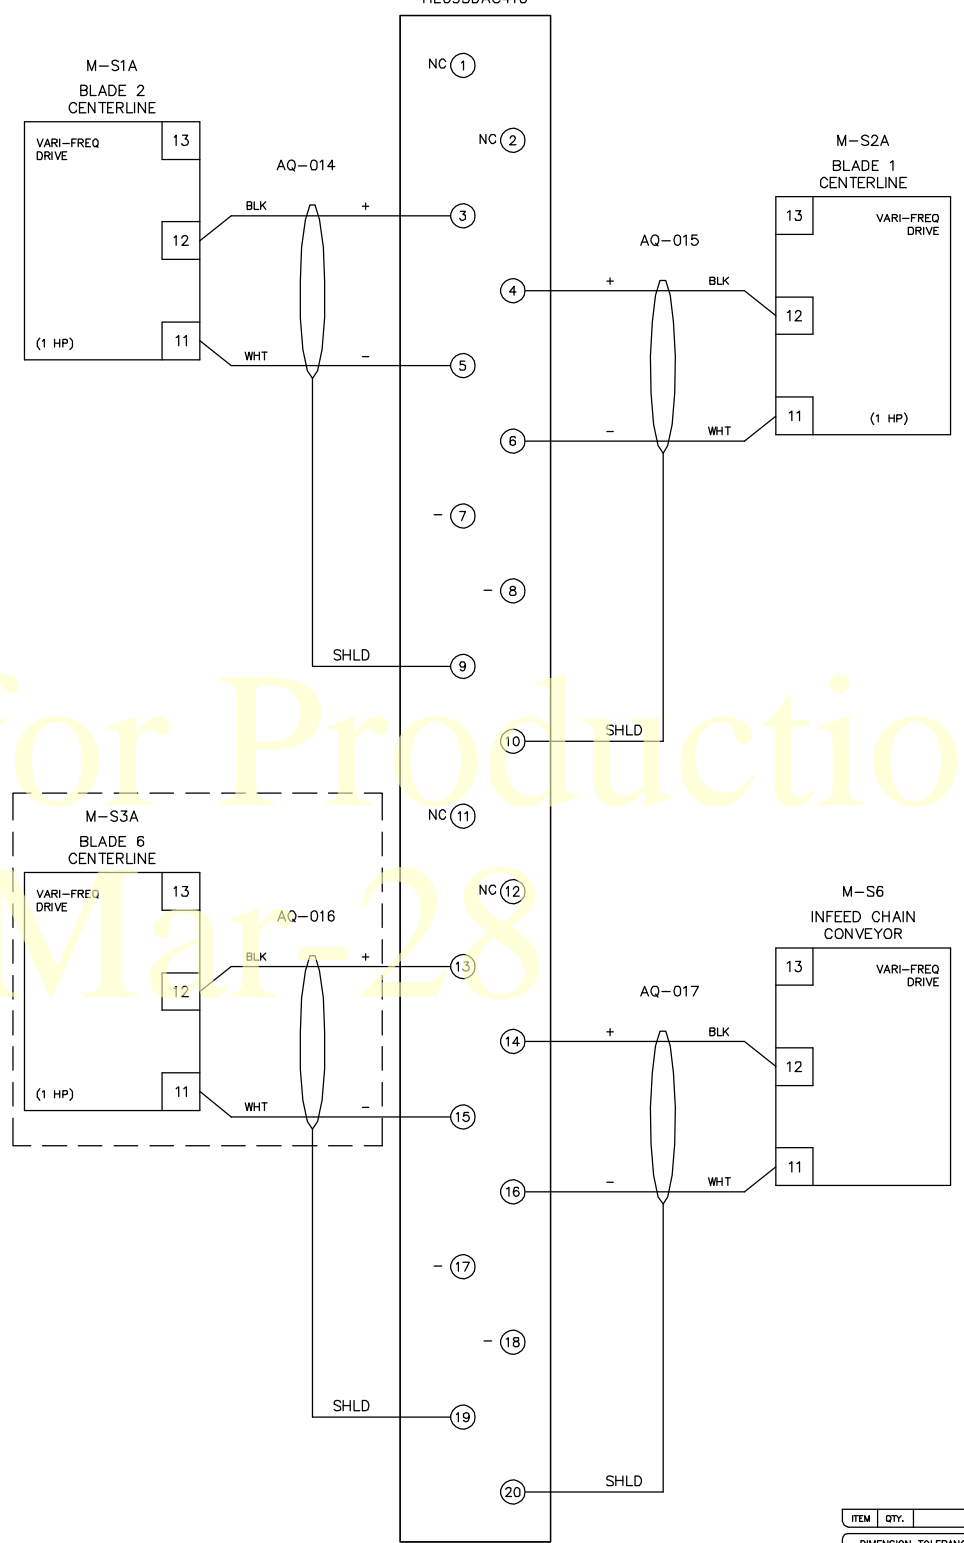 M-S1A
BLADE 2
CENTERLINE
VARI-FREQ
DRIVE
13
12
11
(1 HP)
AQ-014
BLK
+
WHT
-
SHLD
NC 1
NC 2
3
4
5
6
- 7
- 8
9
10
NC 11
NC 12
13
14
15
16
- 17
- 18
19
20
M-S2A
BLADE 1
CENTERLINE
13
VARI-FREQ
DRIVE
12
11
(1 HP)
AQ-015
+
BLK
-
WHT
SHLD
for Productio
Mar-28
M-S3A
BLADE 6
CENTERLINE
VARI-FREQ
DRIVE
13
12
11
(1 HP)
AQ-016
BLK
+
WHT
-
SHLD
M-S6
INFEED CHAIN
CONVEYOR
13
VARI-FREQ
DRIVE
12
11
AQ-017
+
BLK
-
WHT
SHLD
ITEM
QTY.